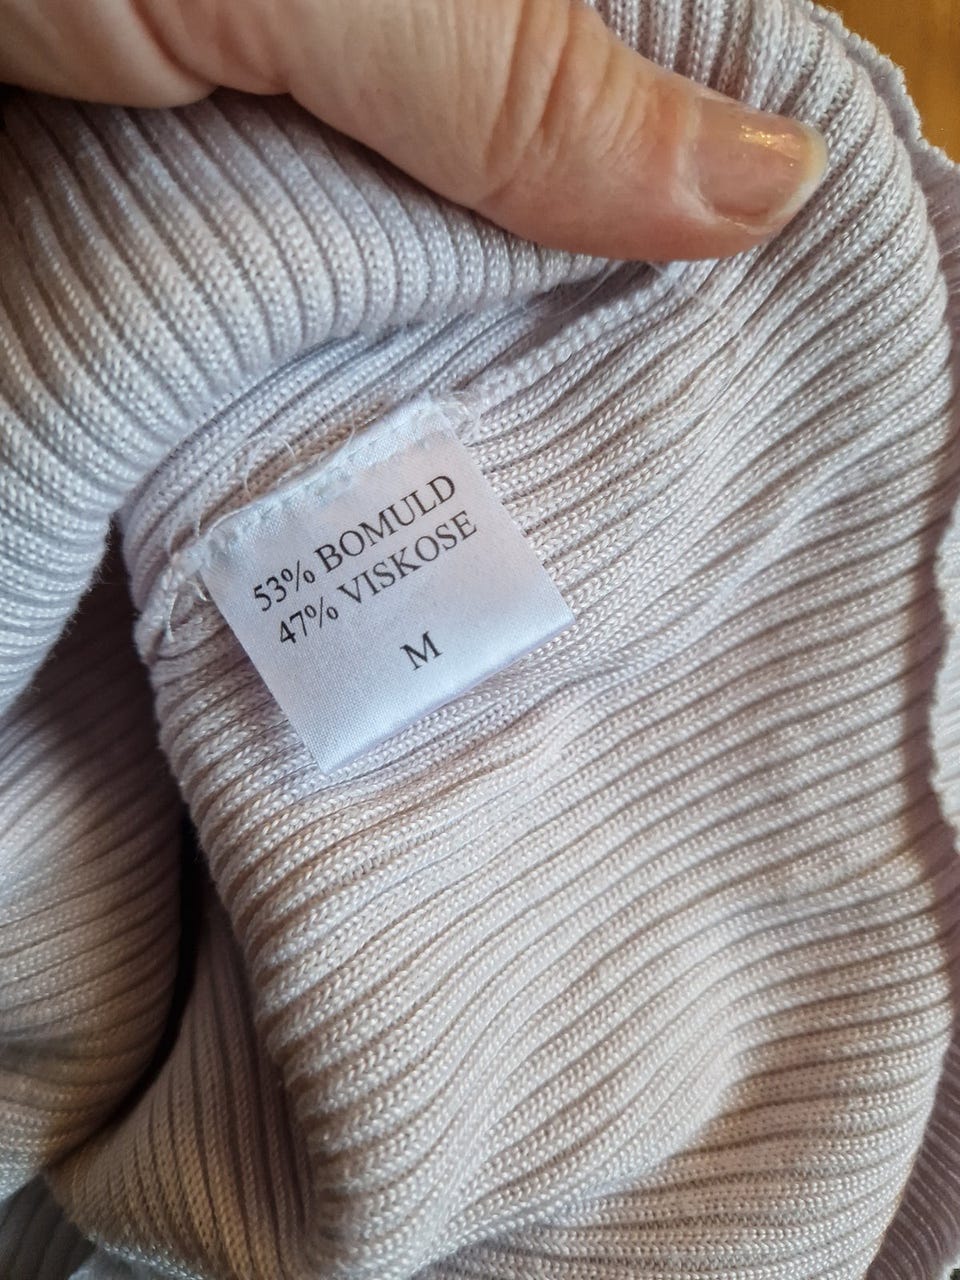 53% BOMULD
47% VISKOSE
M